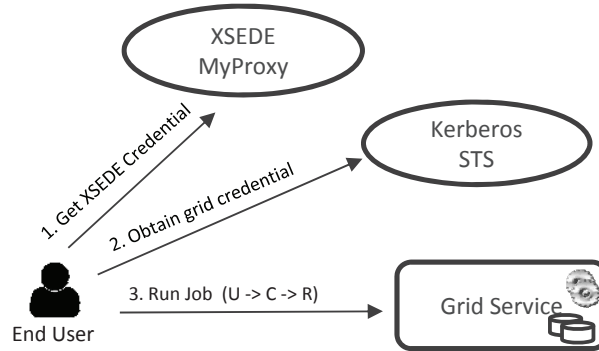 XSEDE
MyProxy
Kerberos
STS
1. Get XSEDE Credential
2. Obtain grid credential
3. Run Job (U -> C -> R)
Grid Service
End User